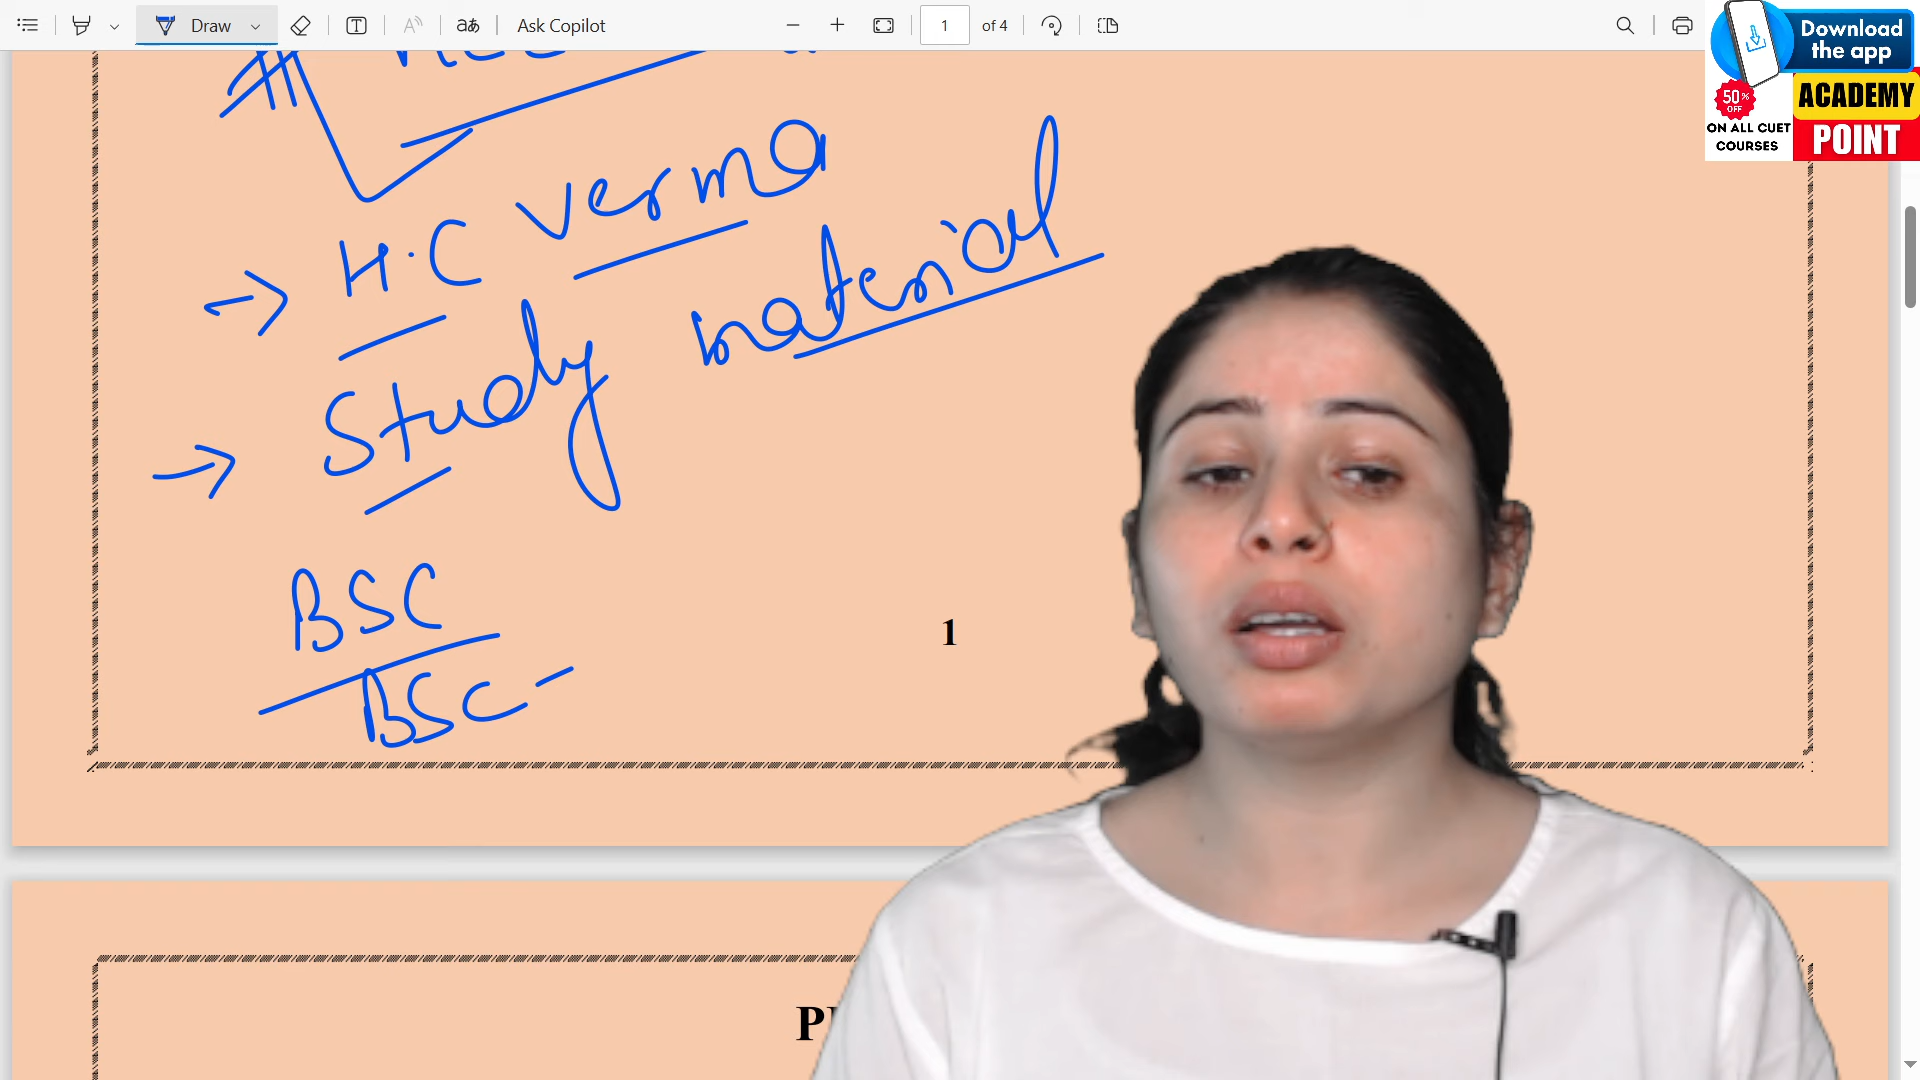 Draw
Ask Copilot
1
of 4
Download
the app
50%
OFF
ON ALL CUET
COURSES
ACADEMY
POINT
→ H.C Verma
→ Study material
BSC
BSC -
1